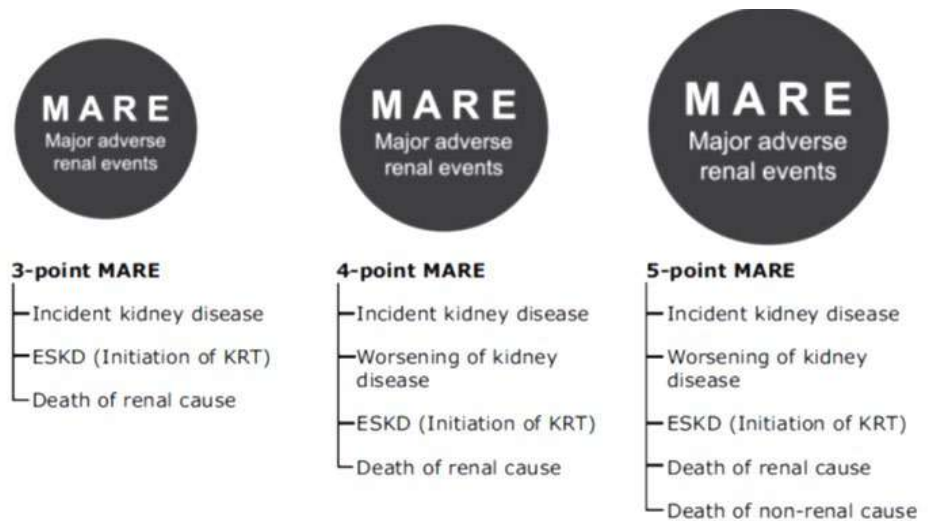 MARE
Major adverse
renal events
3-point MARE
Incident kidney disease
ESKD (Initiation of KRT)
Death of renal cause
MARE
Major adverse
renal events
4-point MARE
Incident kidney disease
Worsening of kidney
disease
ESKD (Initiation of KRT)
Death of renal cause
MARE
Major adverse
renal events
5-point MARE
Incident kidney disease
Worsening of kidney
disease
ESKD (Initiation of KRT)
Death of renal cause
Death of non-renal cause